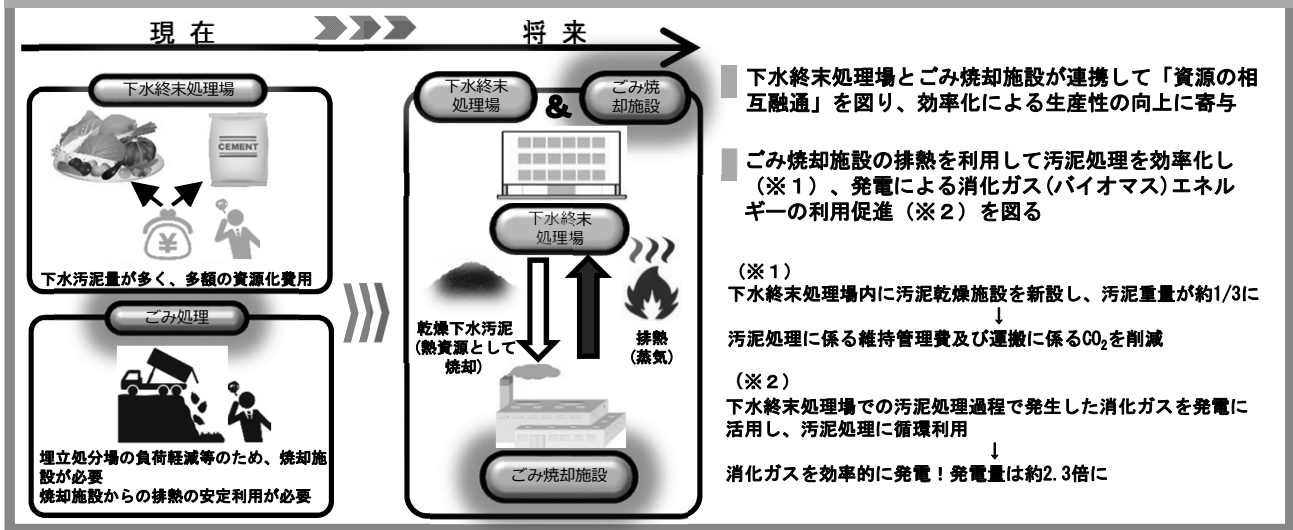 現在
将来
下水終末処理場
CEMENT
¥
下水汚泥量が多く、多額の資源化費用
ごみ処理
埋立処分場の負荷軽減等のため、焼却施
設が必要
焼却施設からの排熱の安定利用が必要
下水終末
処理場
&
ごみ焼
却施設
下水終末
処理場
乾燥下水汚泥
(熱資源として
焼却)
排熱
(蒸気)
ごみ焼却施設
下水終末処理場とごみ焼却施設が連携して「資源の相
互融通」を図り、効率化による生産性の向上に寄与
ごみ焼却施設の排熱を利用して汚泥処理を効率化し
(※1)、発電による消化ガス(バイオマス)エネル
ギーの利用促進(※2)を図る
(※1)
下水終末処理場内に汚泥乾燥施設を新設し、汚泥重量が約1/3に
↓
汚泥処理に係る維持管理費及び運搬に係るCO₂を削減
(※2)
下水終末処理場での汚泥処理過程で発生した消化ガスを発電に
活用し、汚泥処理に循環利用
↓
消化ガスを効率的に発電!発電量は約2.3倍に